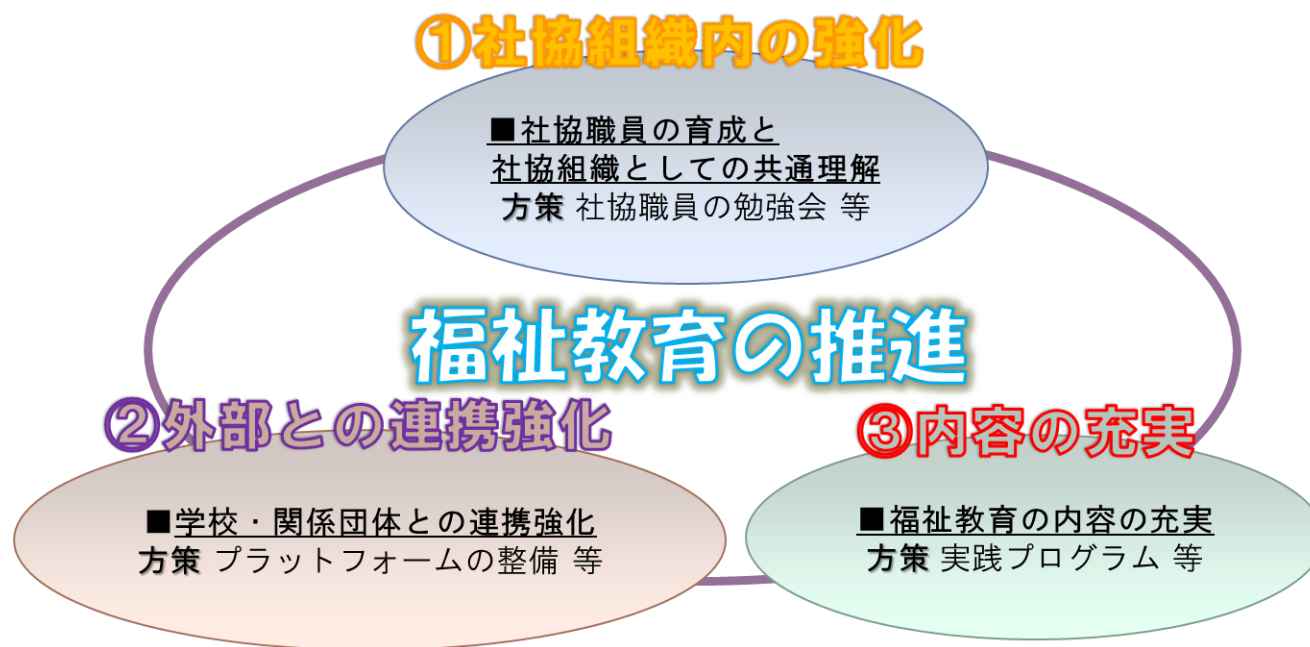 ①社協組織内の強化
■社協職員の育成と
社協組織としての共通理解
方策 社協職員の勉強会 等
福祉教育の推進
②外部との連携強化
■学校・関係団体との連携強化
方策 プラットフォームの整備 等
③内容の充実
■福祉教育の内容の充実
方策 実践プログラム 等